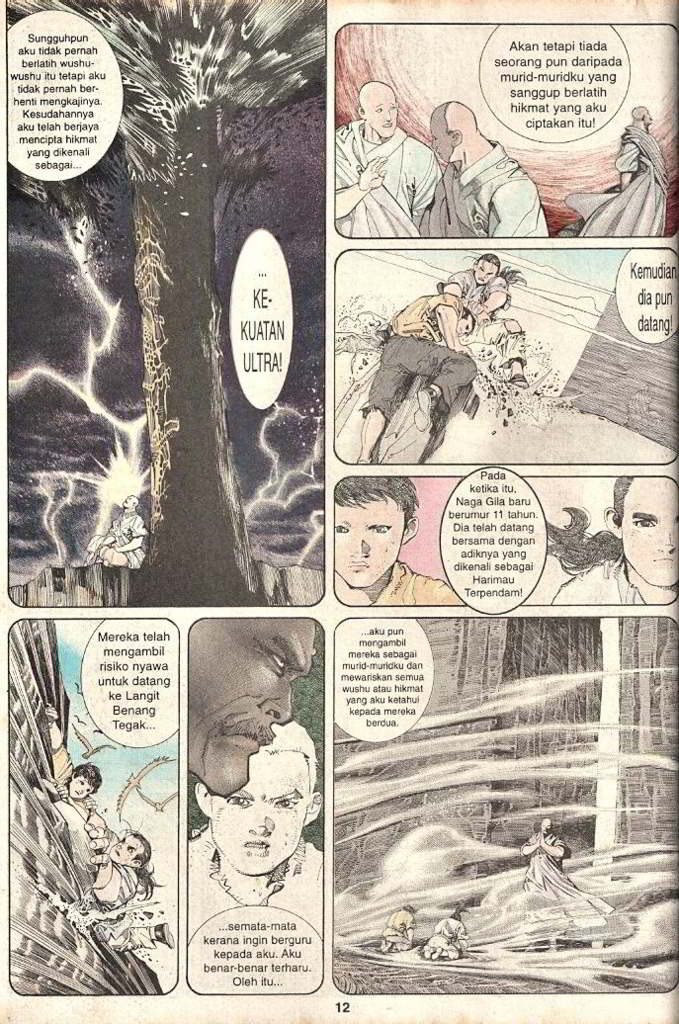 Sungguhpun
aku tidak pernah
berlatih wushu-
wushu itu tetapi aku
tidak pernah ber-
henti mengkajinya.
Kesudahannya
aku telah berjaya
mencipta hikmat
yang dikenali
sebagai...
...
KE-
KUATAN
ULTRA!
Akan tetapi tiada
seorang pun daripada
murid-muridku yang
sanggup berlatih
hikmat yang aku
ciptakan itu!
Kemudian
dia pun
datang!
Pada
ketika itu,
Naga Gila baru
berumur 11 tahun.
Dia telah datang
bersama dengan
adiknya yang
dikenali sebagai
Harimau
Terpendam!
Mereka telah
mengambil
risiko nyawa
untuk datang
ke Langit
Benang
Tegak...
...semata-mata
kerana ingin berguru
kepada aku. Aku
benar-benar terharu.
Oleh itu...
...aku pun
mengambil
mereka sebagai
murid-muridku dan
mewariskan semua
wushu atau hikmat
yang aku ketahui
kepada mereka
berdua.
12